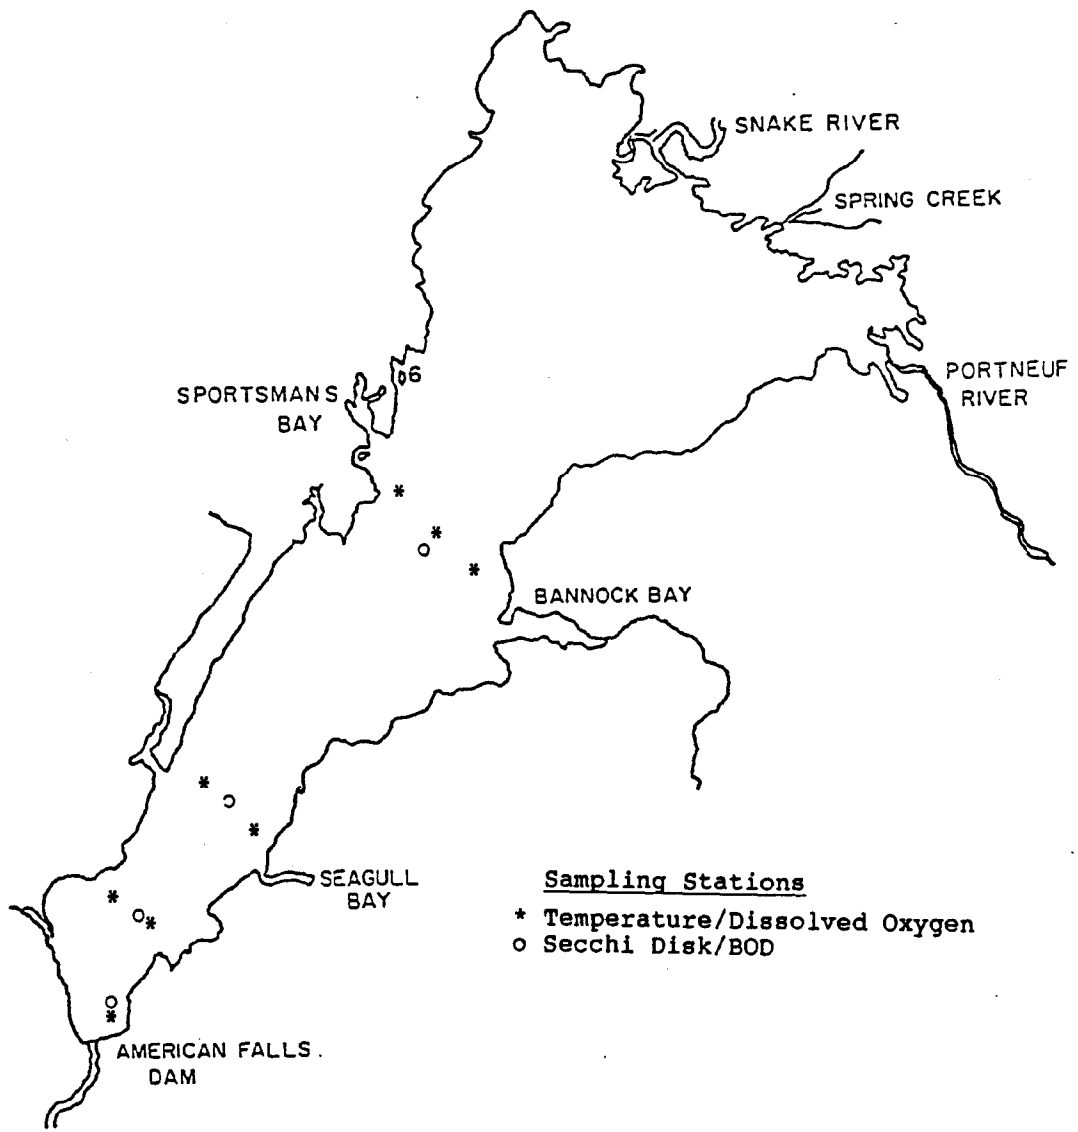 SNAKE RIVER
SPRING CREEK
PORTNEUF
RIVER
6
SPORTSMANS
BAY
BANNOCK BAY
SEAGULL
BAY
Sampling Stations
* Temperature/Dissolved Oxygen
o Secchi Disk/BOD
AMERICAN FALLS.
DAM